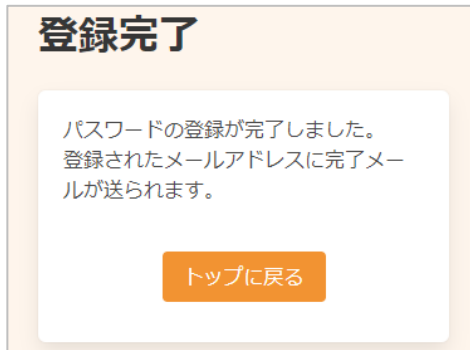 登録完了
パスワードの登録が完了しました。
登録されたメールアドレスに完了メー
ルが送られます。
トップに戻る